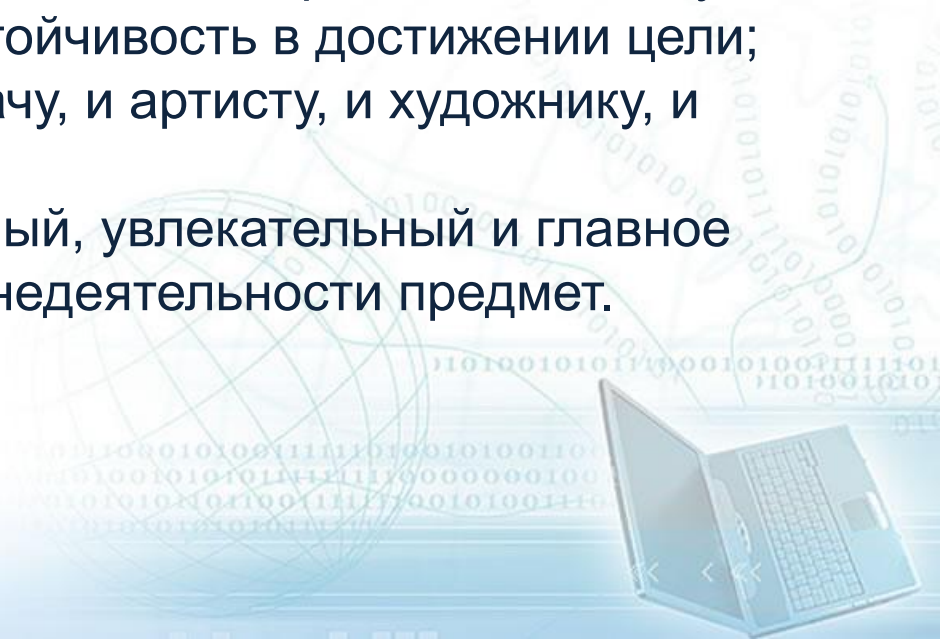 тойчивость в достижении цели;
ачу, и артисту, и художнику, и
ый, увлекательный и главное
недеятельности предмет.